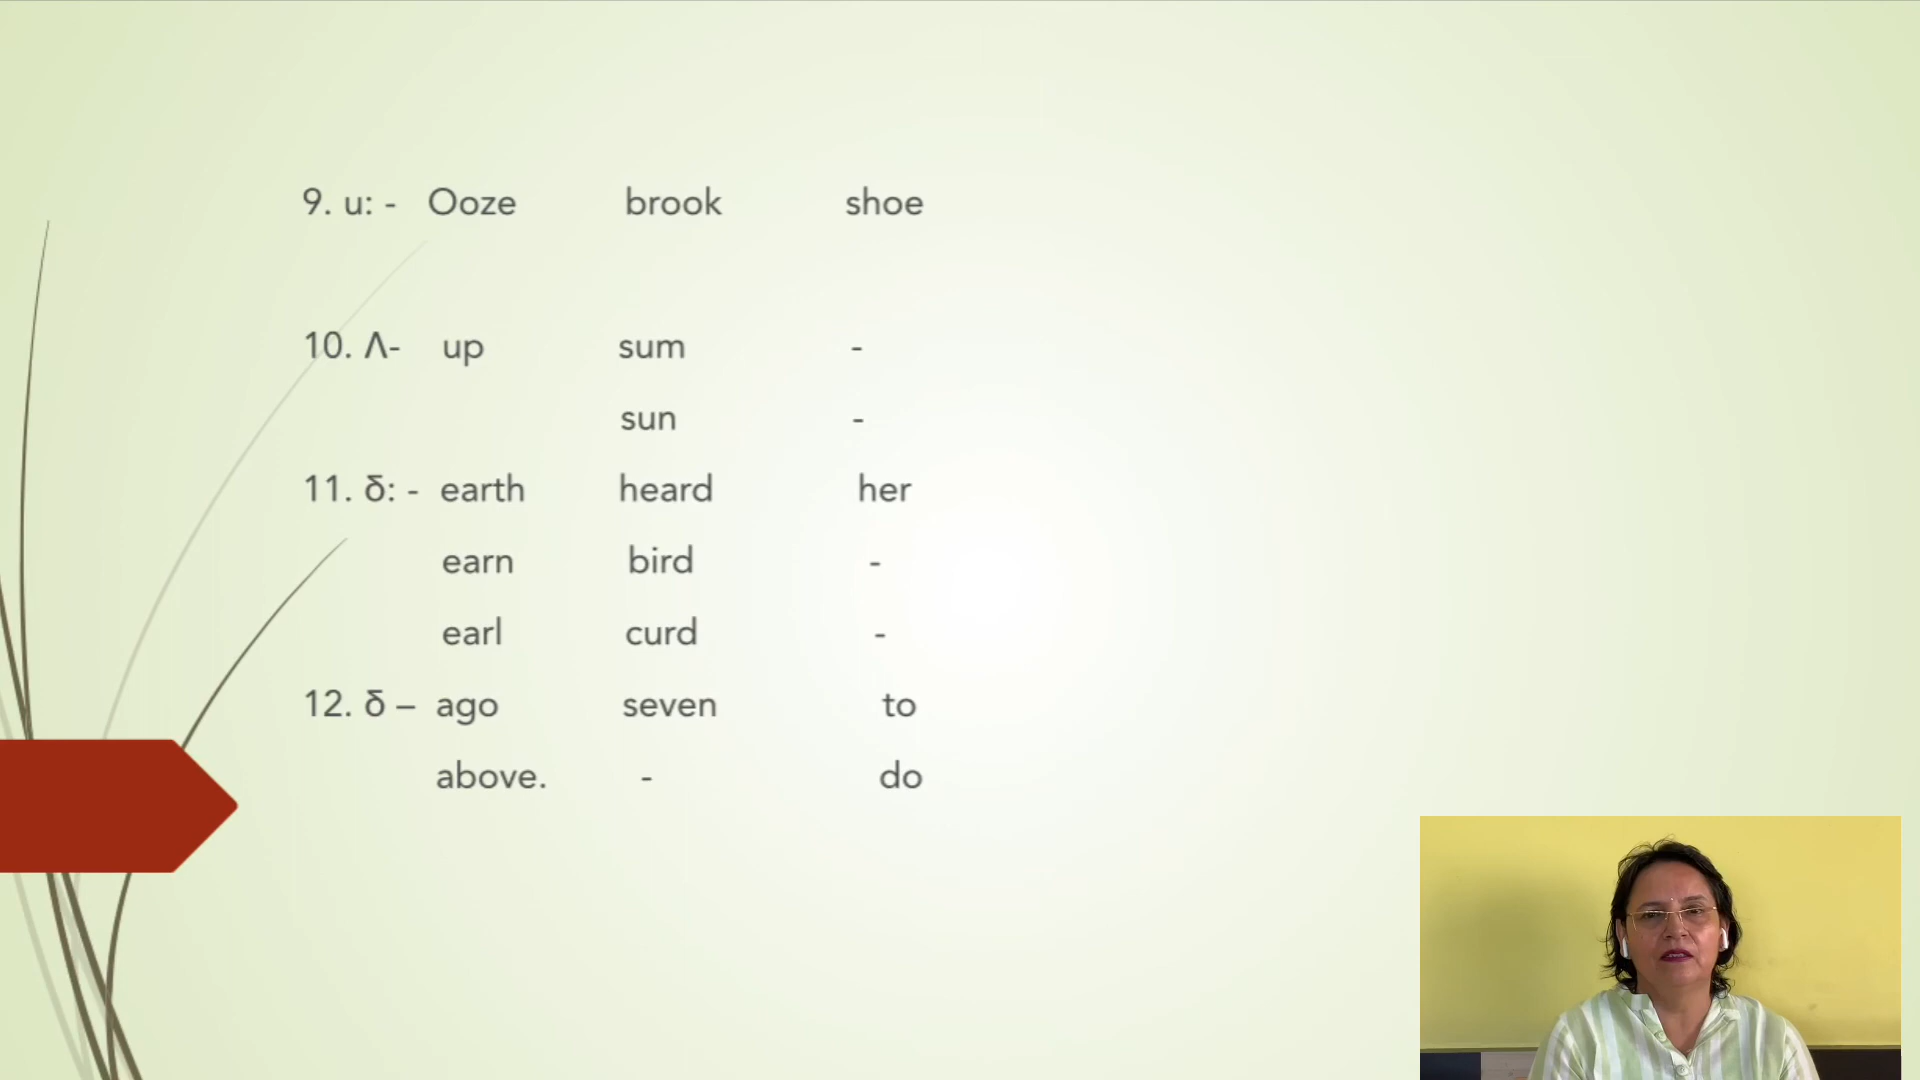 9. u: - Ooze brook shoe
10. Λ- up sum -
sun -
11. δ: - earth heard her
earn bird -
earl curd -
12. δ – ago seven to
above. - do